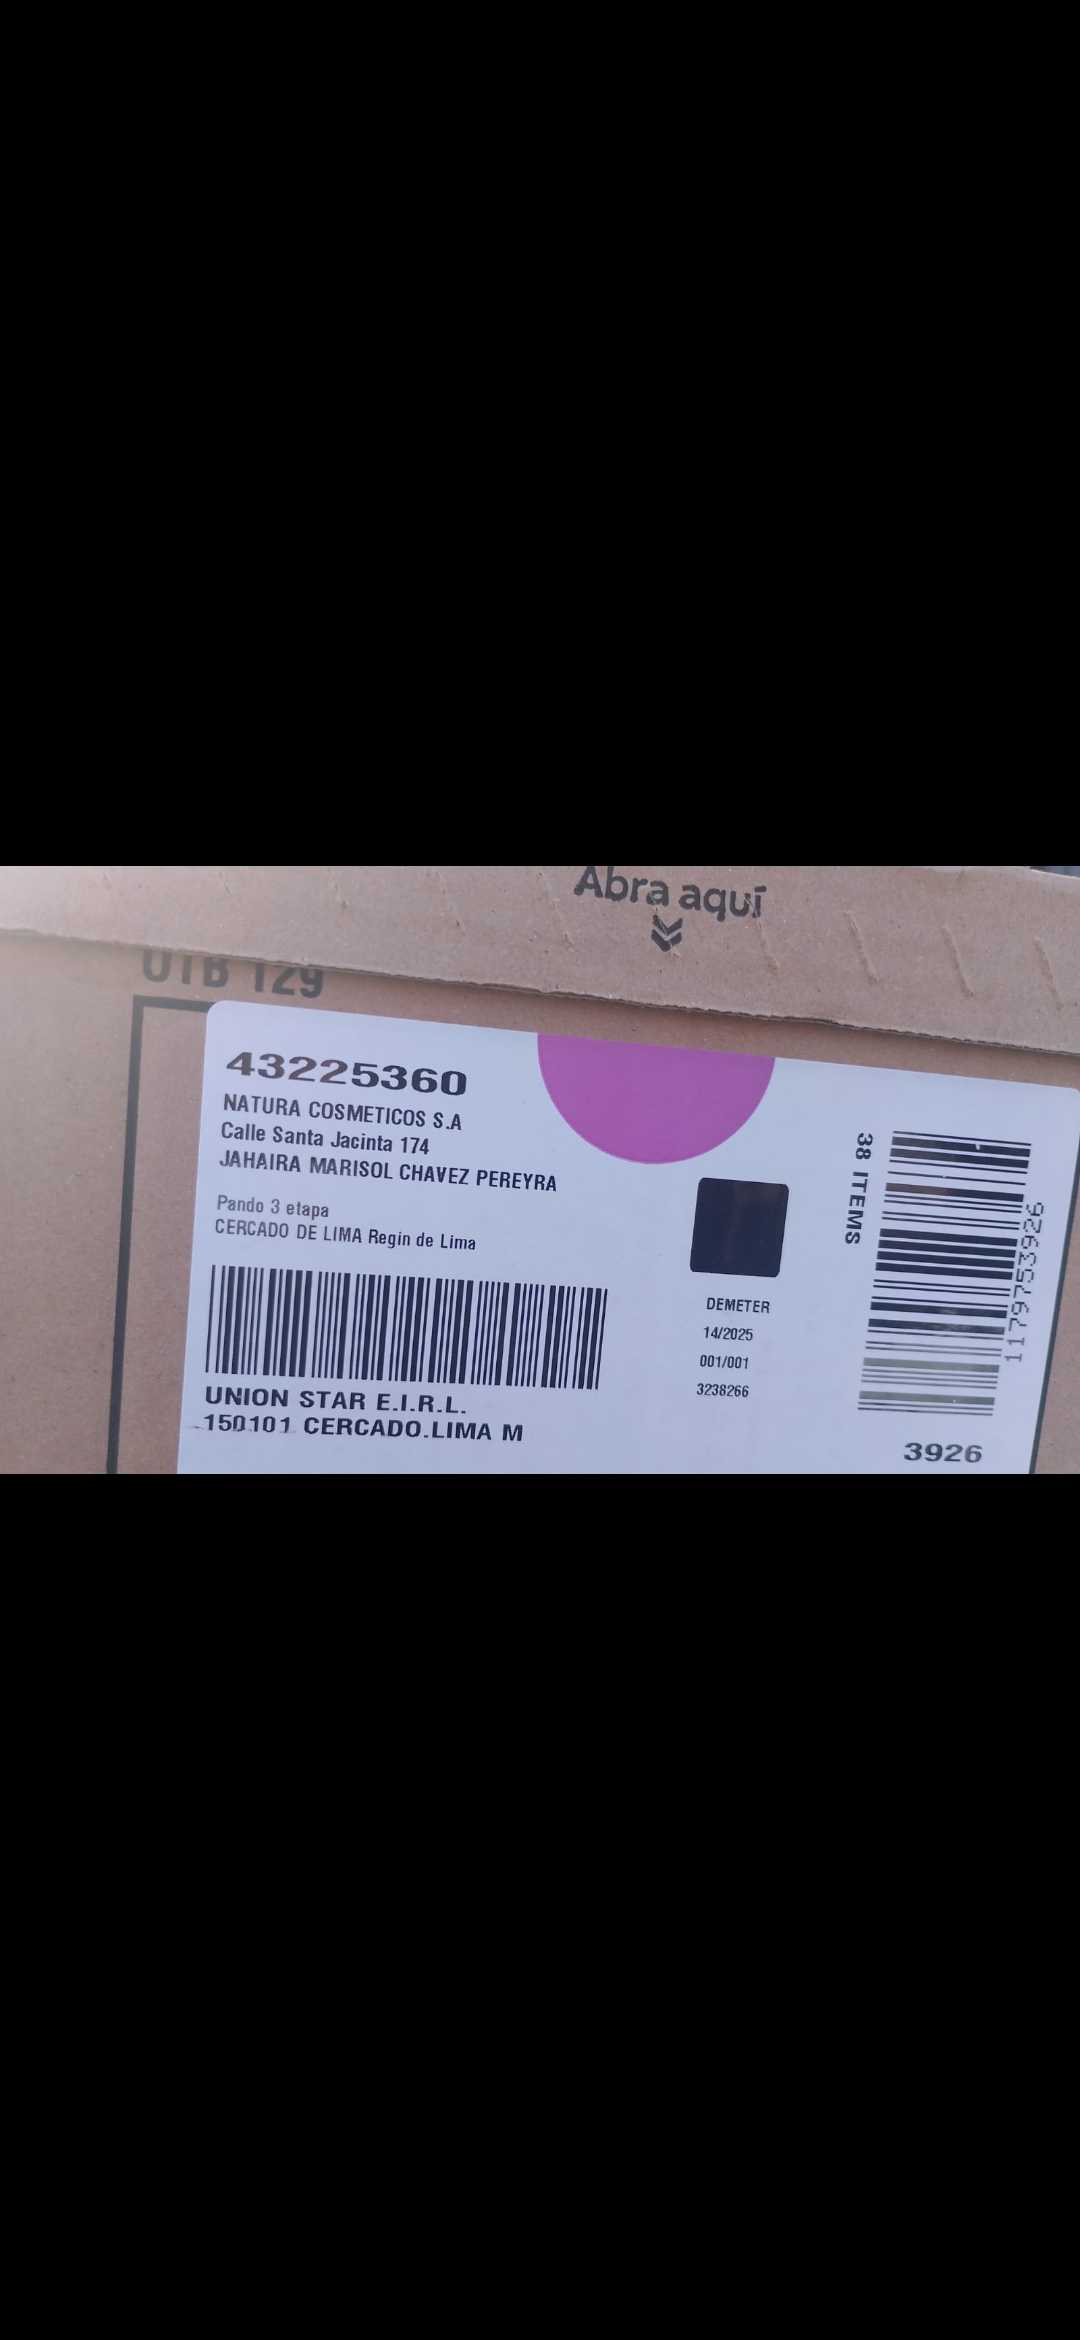 Abra aquí
UTB 129
43225360
NATURA COSMETICOS S.A
Calle Santa Jacinta 174
JAHAIRA MARISOL CHAVEZ PEREYRA
Pando 3 etapa
CERCADO DE LIMA Regin de Lima
UNION STAR E.I.R.L.
150101 CERCADO.LIMA M
DEMETER
14/2025
001/001
3238266
38 ITEMS
1179753926
3926